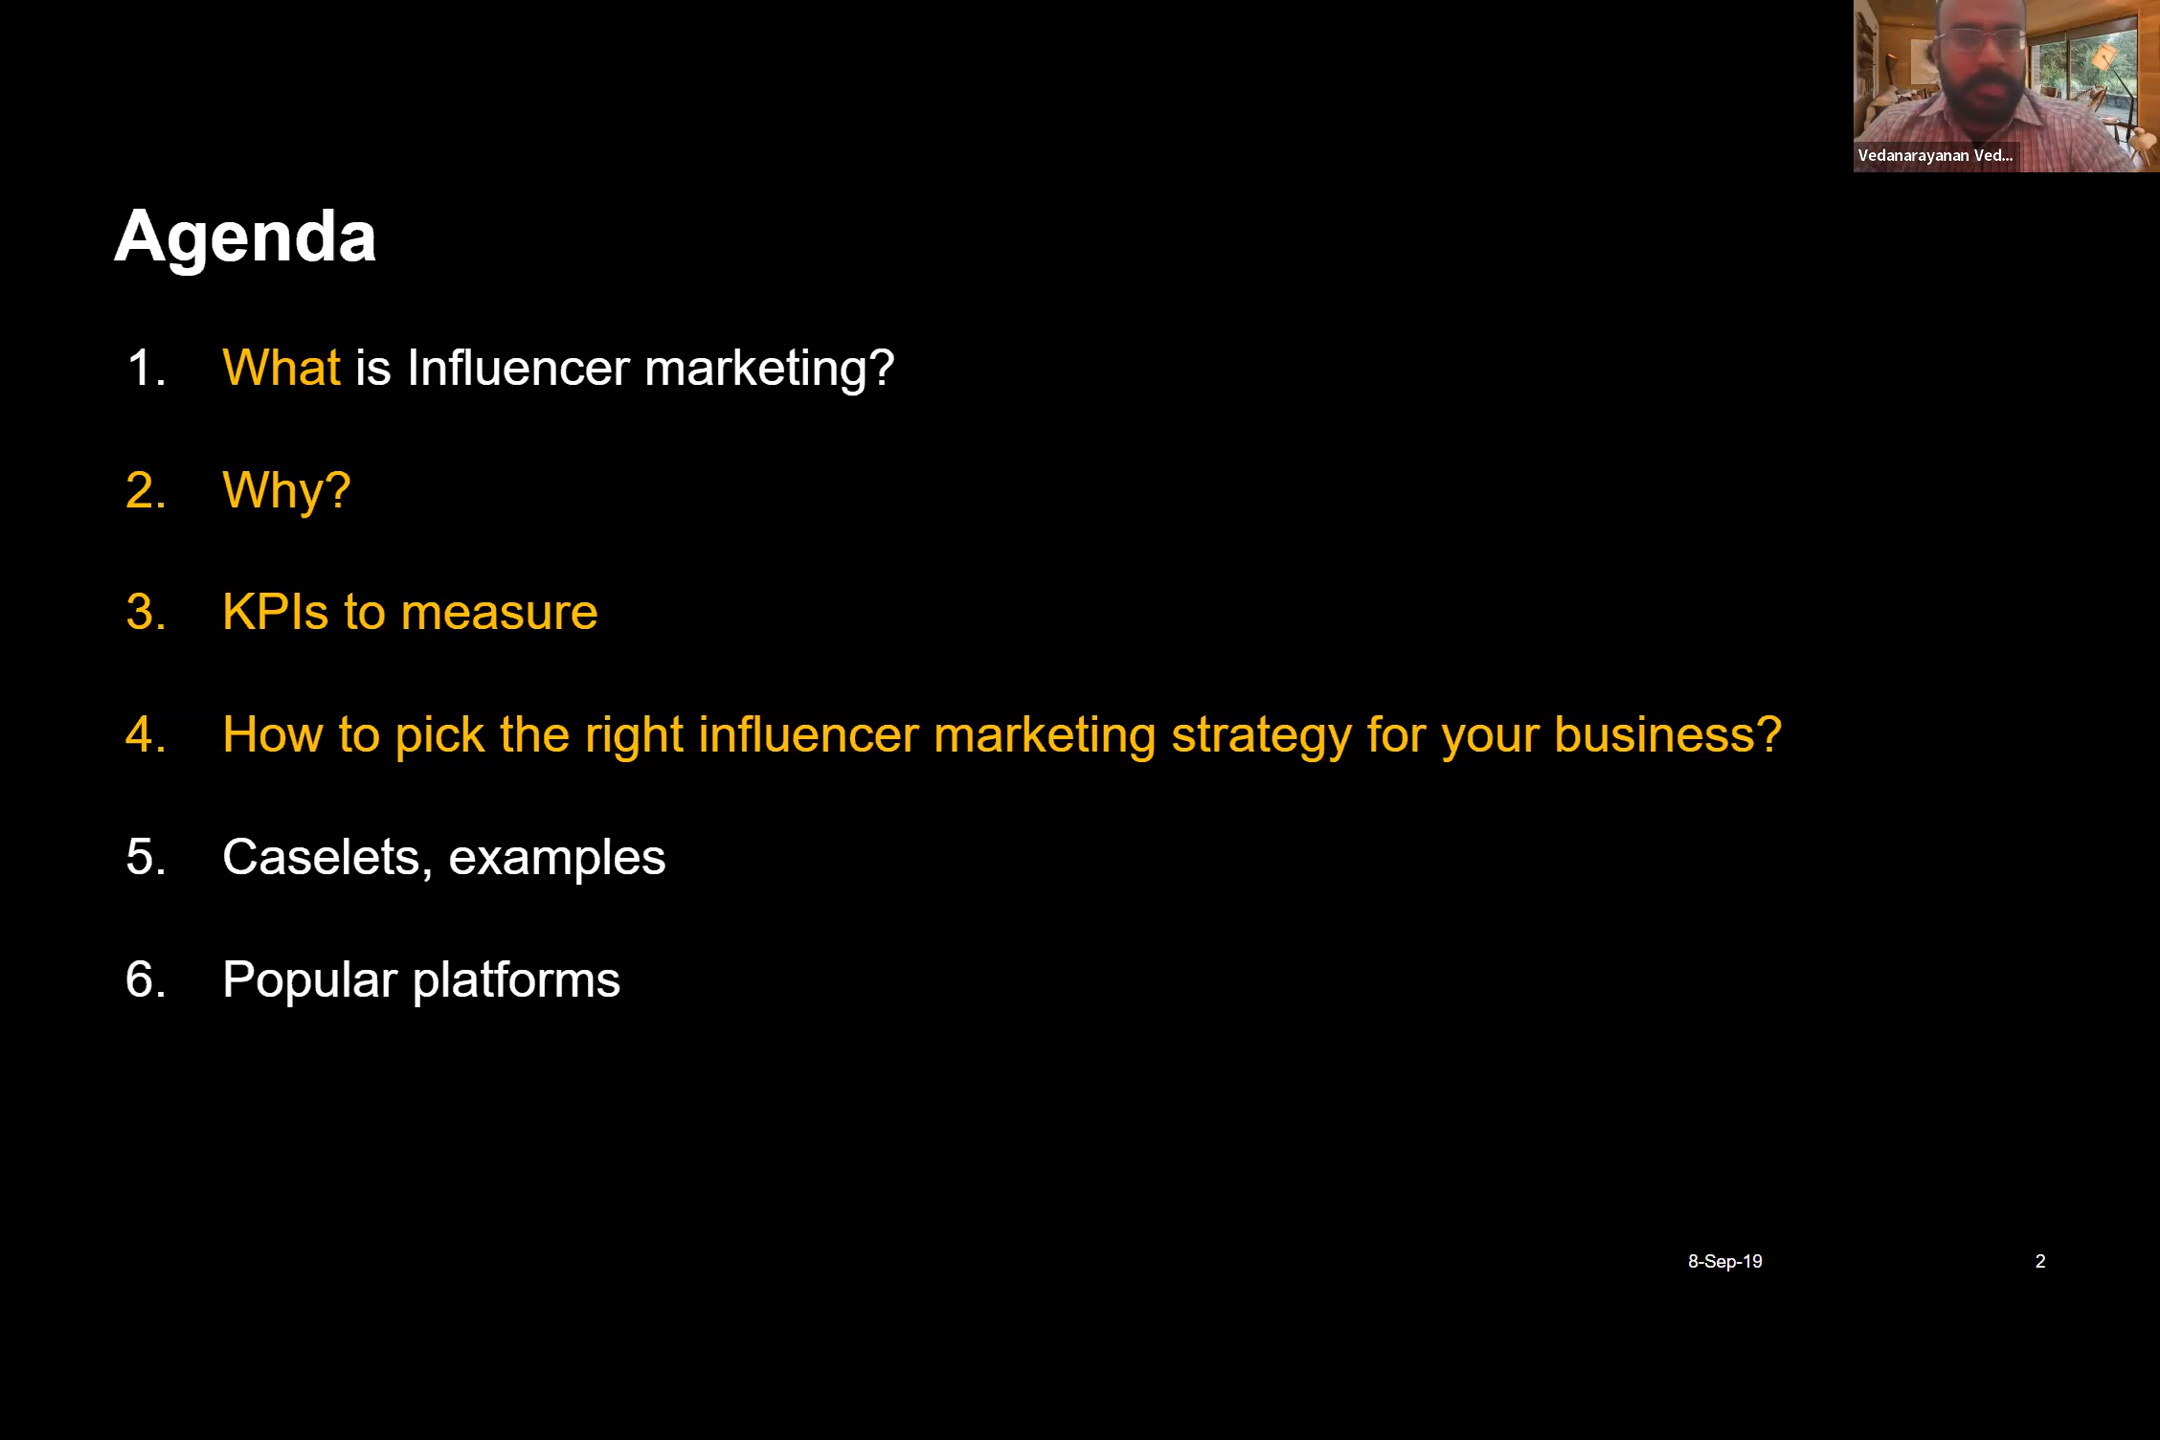 Vedanarayanan Ved...
Agenda
1. What is Influencer marketing?
2. Why?
3. KPIs to measure
4. How to pick the right influencer marketing strategy for your business?
5. Caselets, examples
6. Popular platforms
8-Sep-19 2